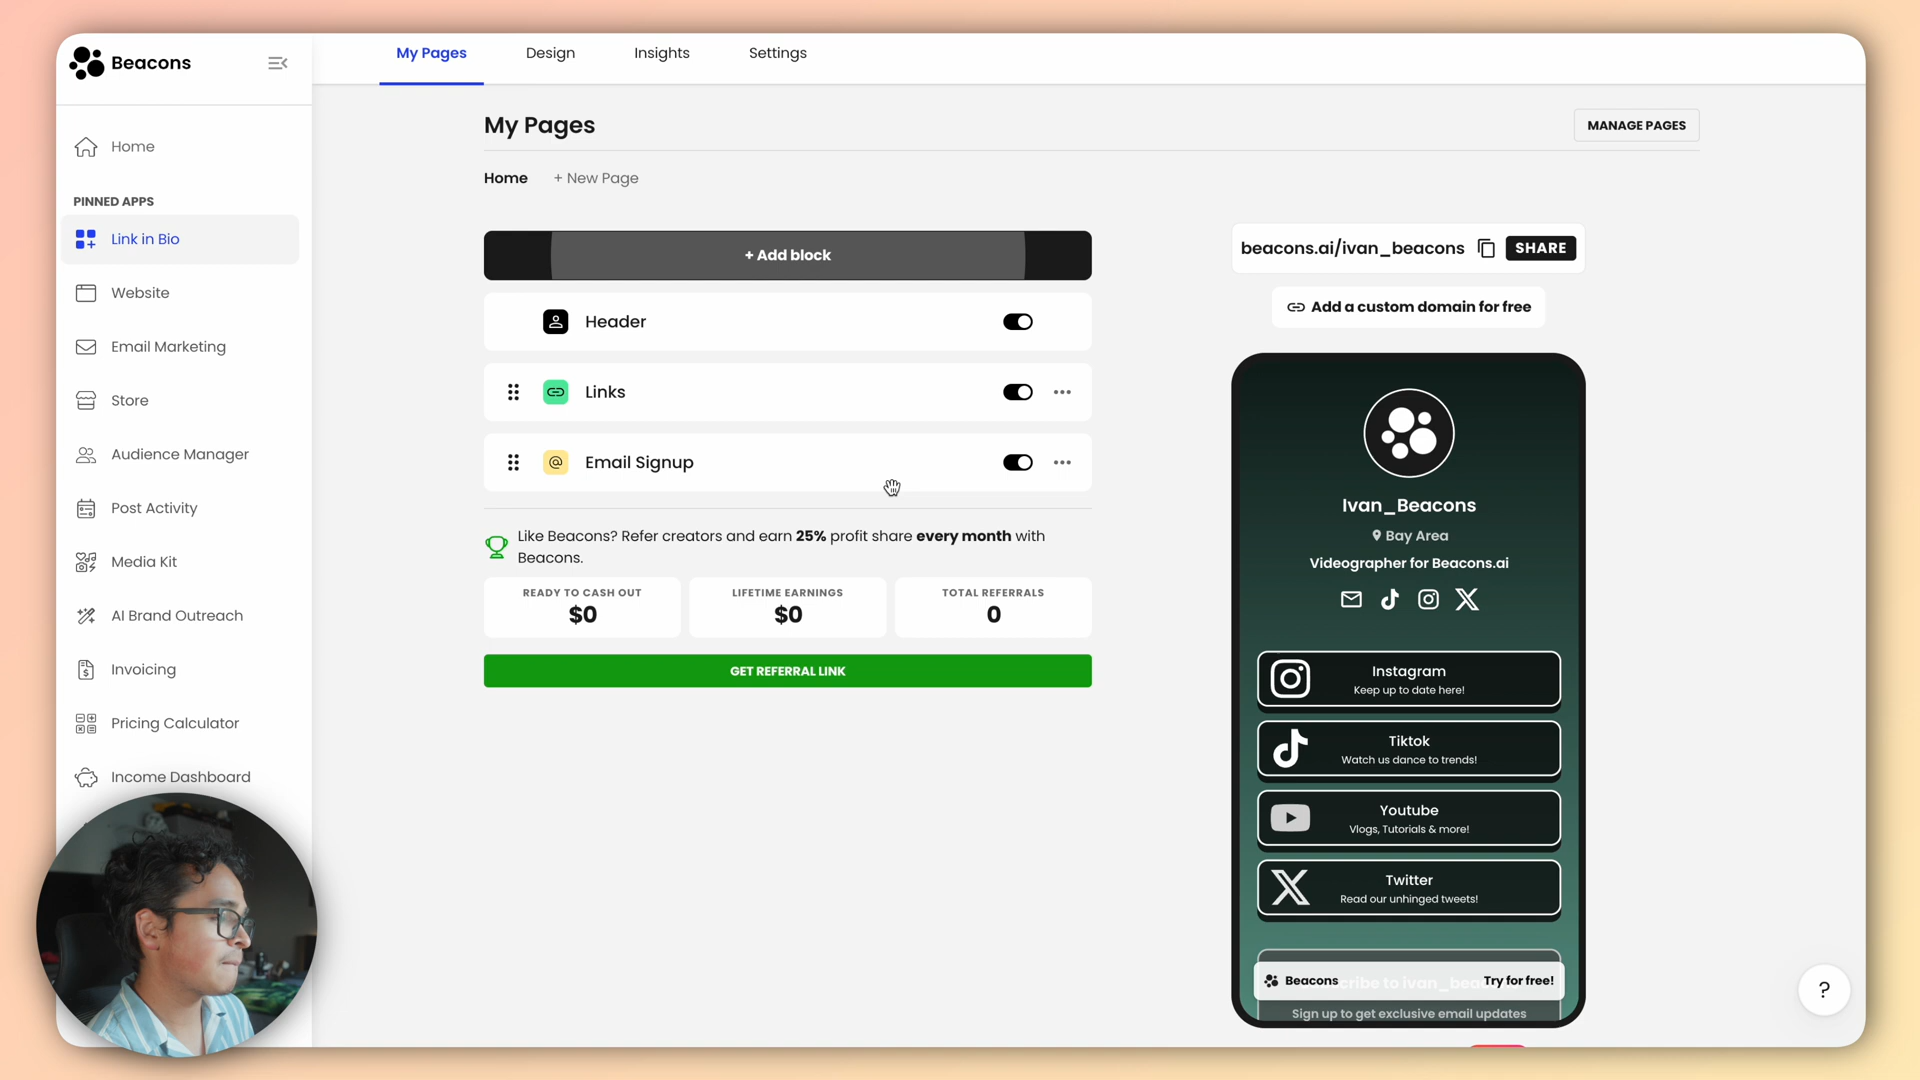 Beacons
My Pages
Design
Insights
Settings
Home
PINNED APPS
Link in Bio
Website
Email Marketing
Store
Audience Manager
Post Activity
Media Kit
AI Brand Outreach
Invoicing
Pricing Calculator
Income Dashboard
My Pages
MANAGE PAGES
Home
+ New Page
+ Add block
Header
Links
Email Signup
Like Beacons? Refer creators and earn 25% profit share every month with
Beacons.
READY TO CASH OUT
$0
LIFETIME EARNINGS
$0
TOTAL REFERRALS
0
GET REFERRAL LINK
beacons.ai/ivan_beacons
SHARE
Add a custom domain for free
Ivan_Beacons
Bay Area
Videographer for Beacons.ai
Instagram
Keep up to date here!
Tiktok
Watch us dance to trends!
Youtube
Vlogs, Tutorials & more!
Twitter
Read our unhinged tweets!
Beacons
Try for free!
Sign up to get exclusive email updates
?